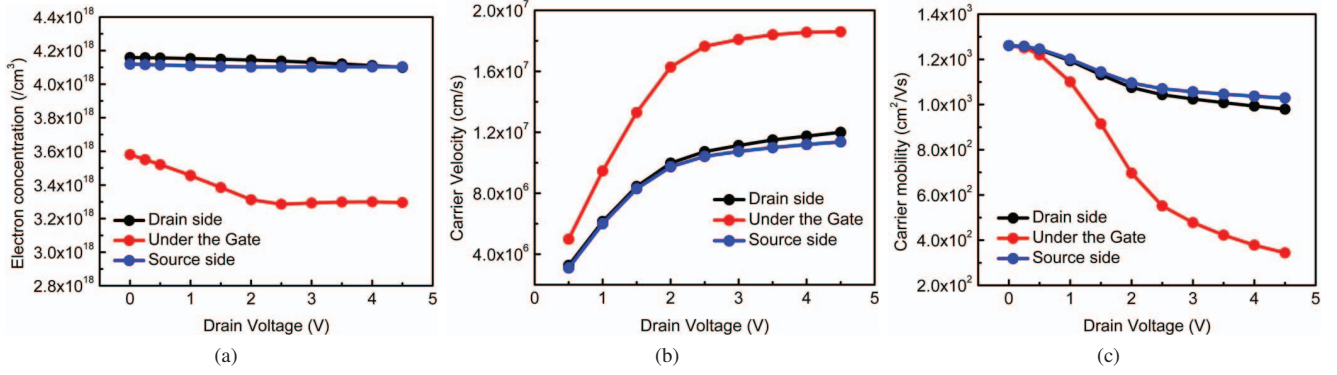 4.4x10^18
4.2x10^18
4.0x10^18
3.8x10^18
3.6x10^18
3.4x10^18
3.2x10^18
3.0x10^18
2.8x10^18
Electron concentration (/cm^3)
Drain side
Under the Gate
Source side
0 1 2 3 4 5
Drain Voltage (V)
(a)
2.0x10^7
1.6x10^7
1.2x10^7
8.0x10^6
4.0x10^6
Carrier Velocity (cm/s)
Drain side
Under the Gate
Source side
0 1 2 3 4 5
Drain Voltage (V)
(b)
1.4x10^3
1.2x10^3
1.0x10^3
8.0x10^2
6.0x10^2
4.0x10^2
2.0x10^2
Carrier mobility (cm^2/Vs)
Drain side
Under the Gate
Source side
0 1 2 3 4 5
Drain Voltage (V)
(c)